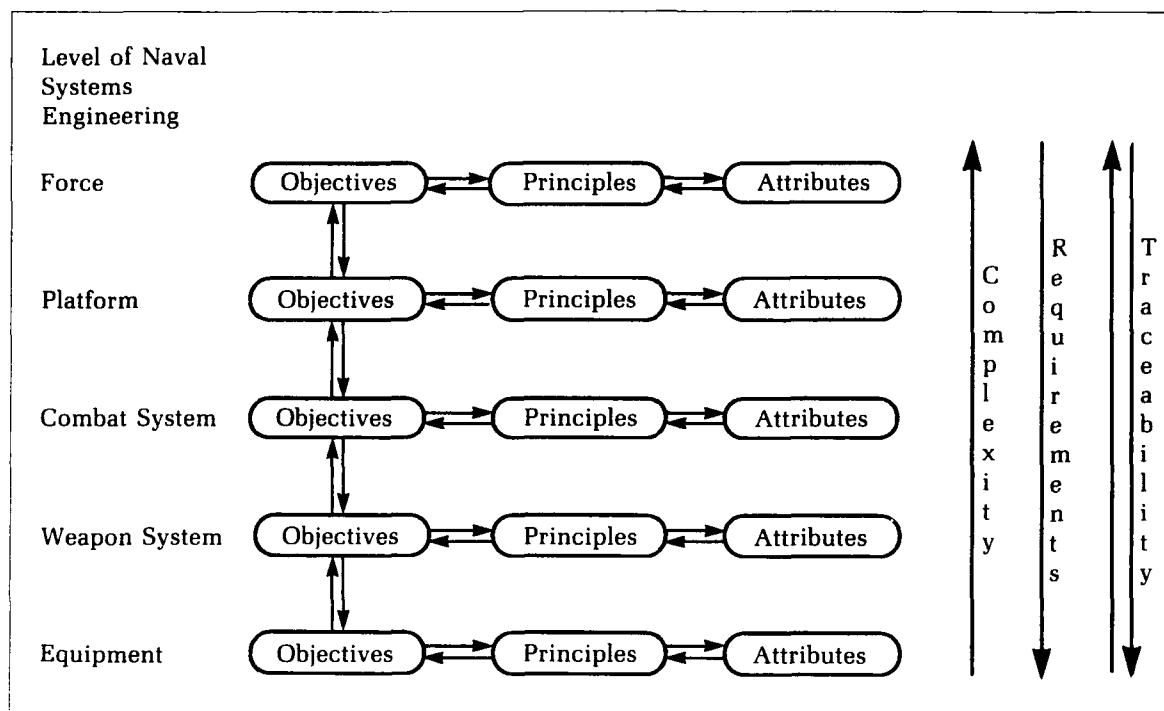 Level of Naval
Systems
Engineering
Force
Objectives
Principles
Attributes
Platform
Objectives
Principles
Attributes
Combat System
Objectives
Principles
Attributes
Weapon System
Objectives
Principles
Attributes
Equipment
Objectives
Principles
Attributes
Complexity
Requirements
Traceability